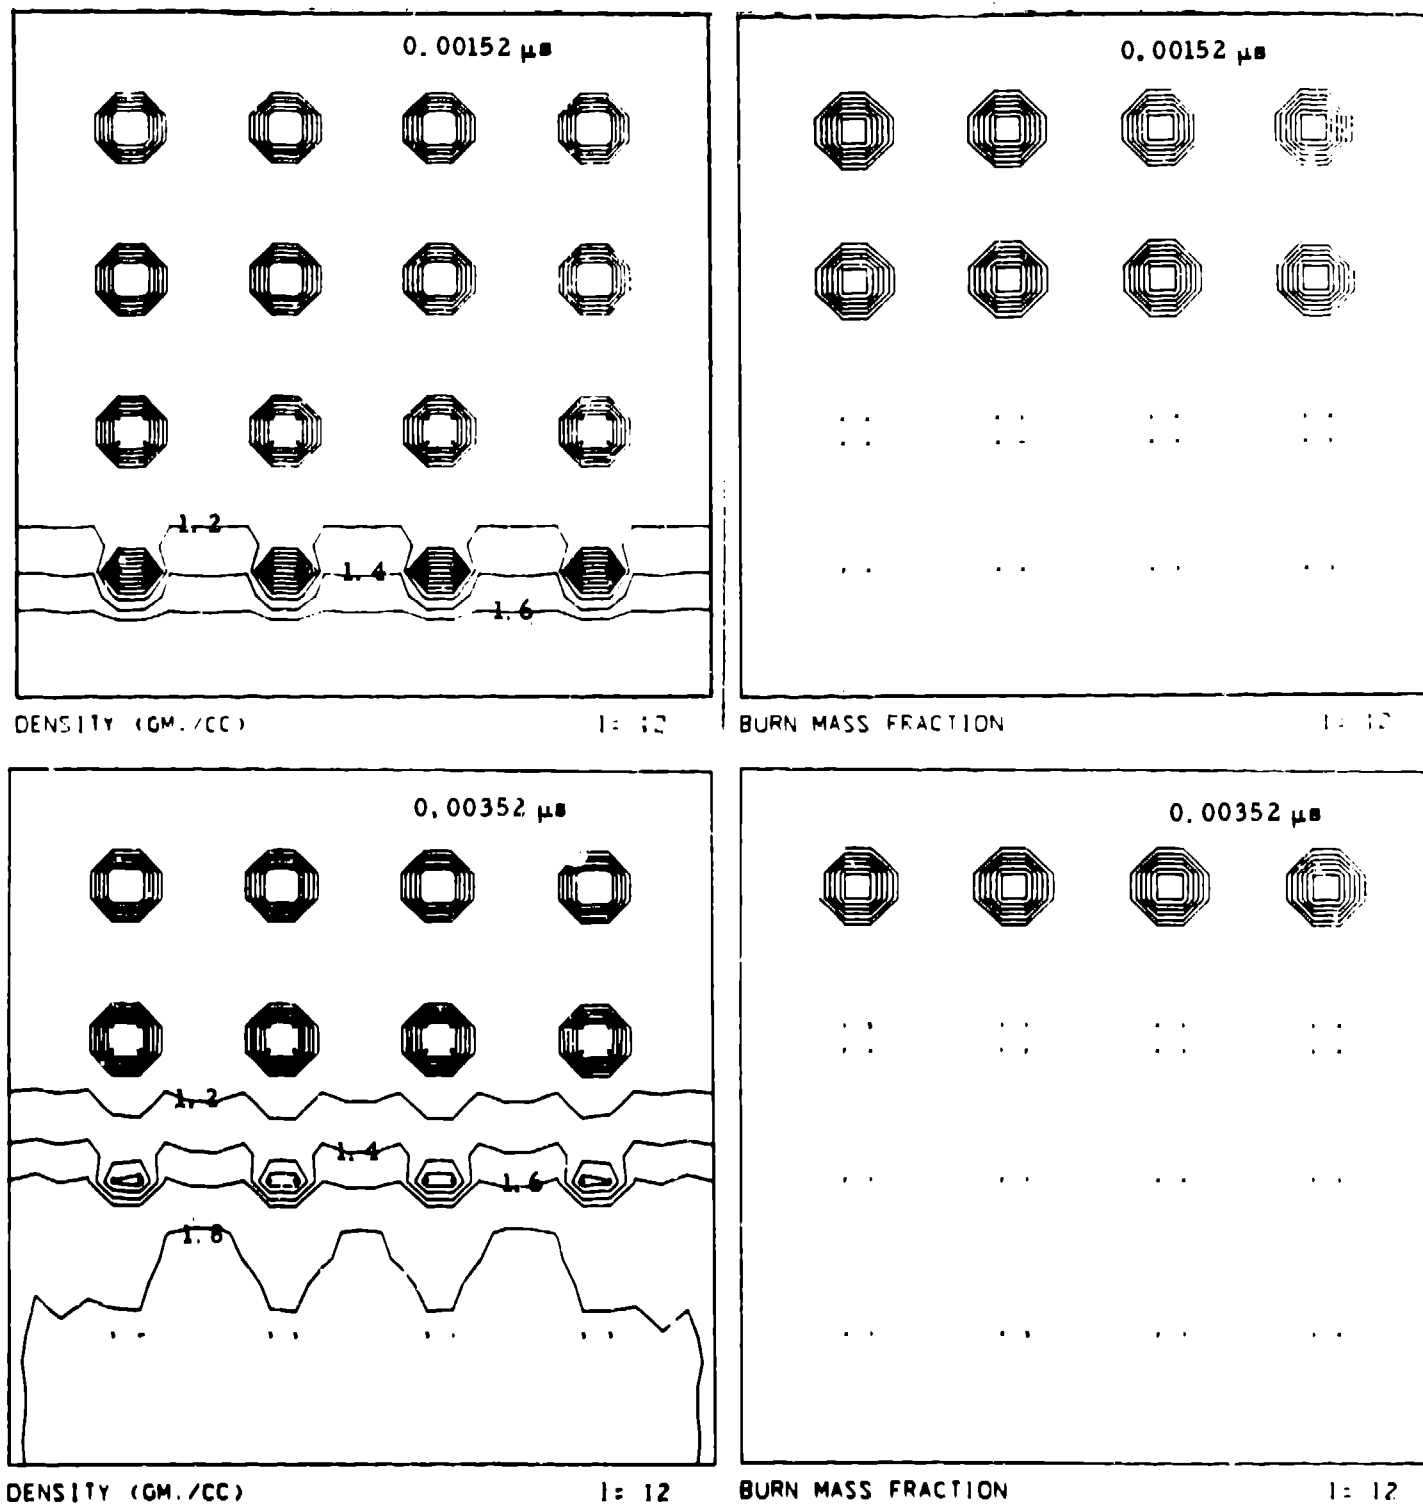 0.00152 μs
0.00152 μs
1.2
1.4
1.6
DENSITY (GM./CC) I= 12
BURN MASS FRACTION I= 12
0.00352 μs
0.00352 μs
1.2
1.4
1.6
1.8
DENSITY (GM./CC) I= 12
BURN MASS FRACTION I= 12